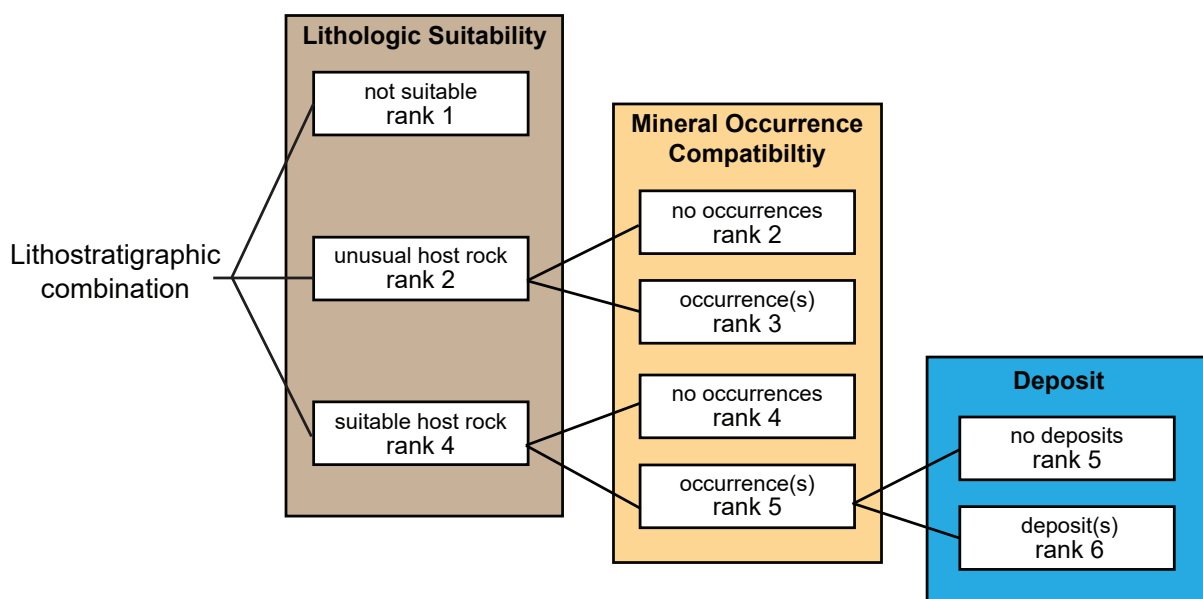 Lithostratigraphic
combination
Lithologic Suitability
not suitable
rank 1
unusual host rock
rank 2
suitable host rock
rank 4
Mineral Occurrence
Compatibiltiy
no occurrences
rank 2
occurrence(s)
rank 3
no occurrences
rank 4
occurrence(s)
rank 5
Deposit
no deposits
rank 5
deposit(s)
rank 6